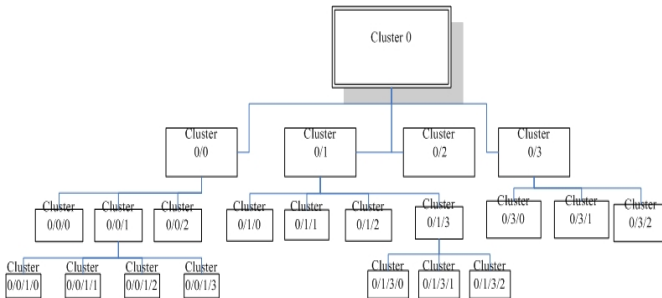 Cluster 0
Cluster
0/0
Cluster
0/1
Cluster
0/2
Cluster
0/3
Cluster
0/0/0
Cluster
0/0/1
Cluster
0/0/2
Cluster
0/1/0
Cluster
0/1/1
Cluster
0/1/2
Cluster
0/1/3
Cluster
0/3/0
Cluster
0/3/1
Cluster
0/3/2
Cluster
0/0/1/0
Cluster
0/0/1/1
Cluster
0/0/1/2
Cluster
0/0/1/3
Cluster
0/1/3/0
Cluster
0/1/3/1
Cluster
0/1/3/2